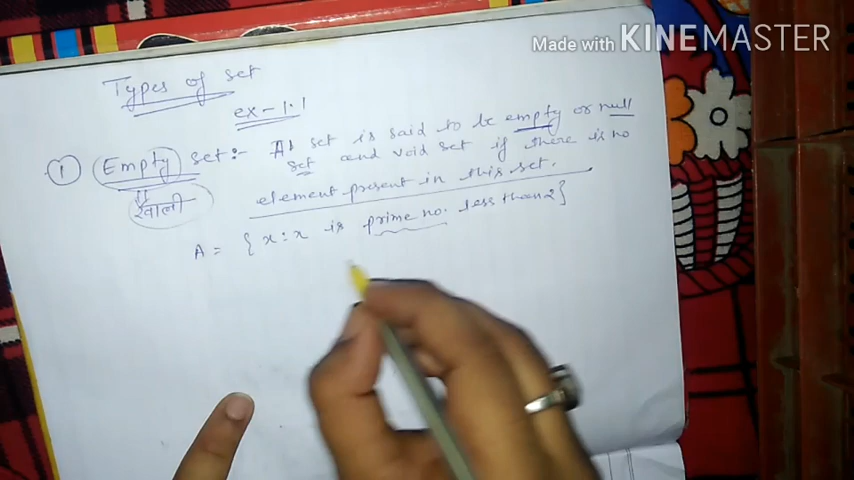 Made with KINEMASTER
Types of set
ex-1.1
① Empty set:- A set is said to be empty or null
set and void set if there is no
element present in this set.
खाली
A = { x : x is prime no. less than 2}